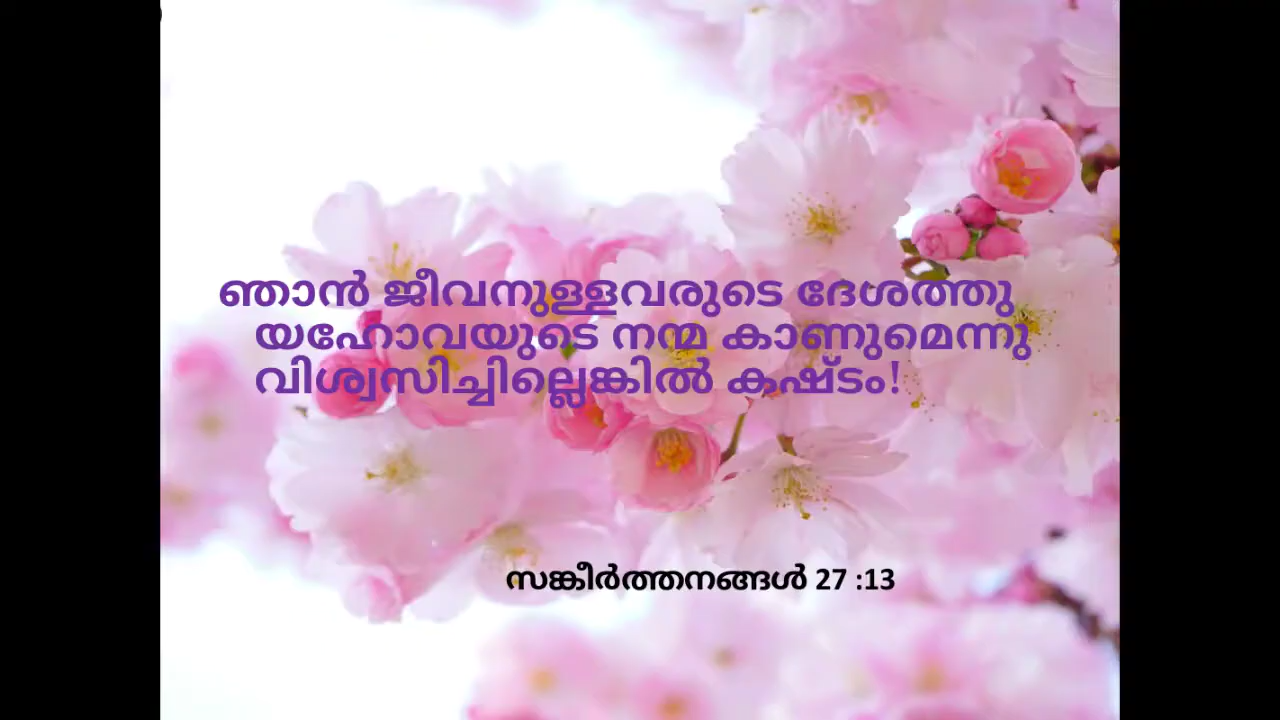 ഞാൻ ജീവനുള്ളവരുടെ ദേശത്തു
യഹോവയുടെ നന്മ കാണുമെന്നു
വിശ്വസിച്ചില്ലെങ്കിൽ കഷ്ടം!
സങ്കീർത്തനങ്ങൾ 27 :13